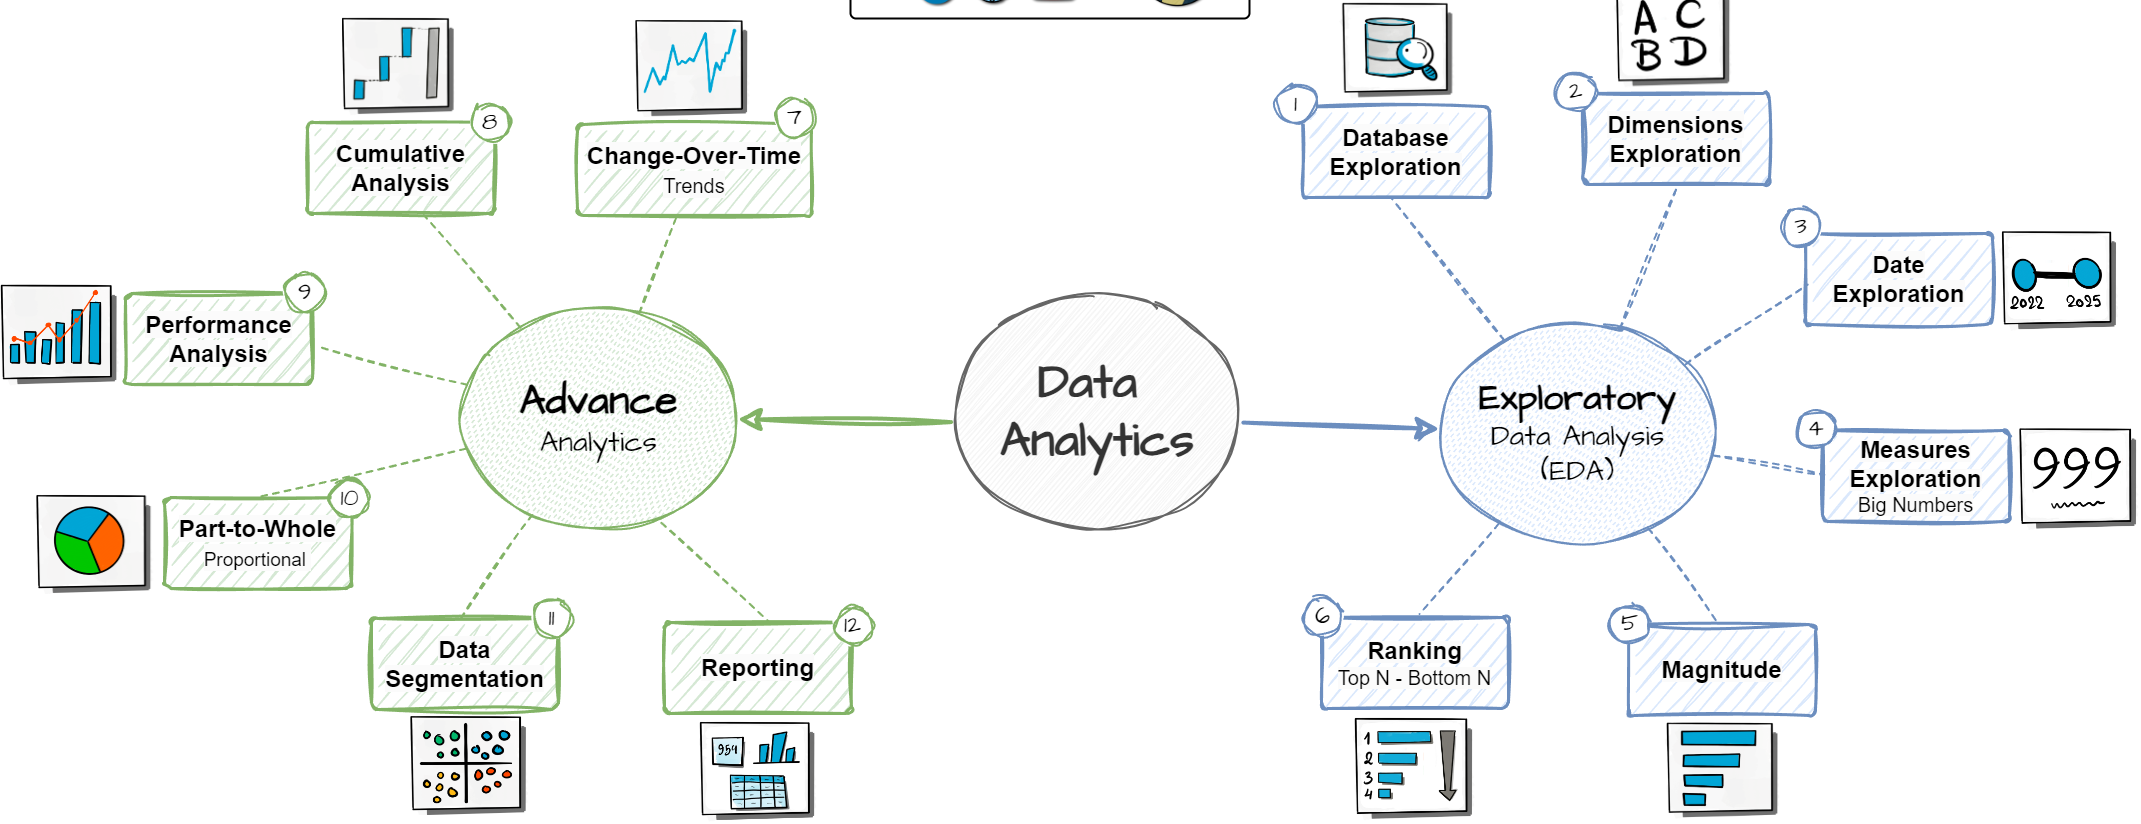 Data
Analytics
Advance
Analytics
7
Change-Over-Time
Trends
8
Cumulative
Analysis
9
Performance
Analysis
10
Part-to-Whole
Proportional
11
Data
Segmentation
12
Reporting
954
Exploratory
Data Analysis
(EDA)
1
Database
Exploration
2
Dimensions
Exploration
A C
B D
3
Date
Exploration
2022 2025
4
Measures
Exploration
Big Numbers
999
5
Magnitude
6
Ranking
Top N - Bottom N
1
2
3
4